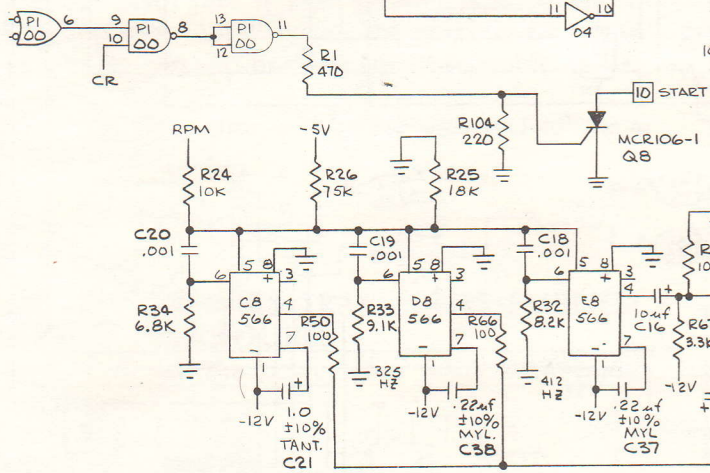 6
9
10
P1
00
8
13
12
P1
00
11
P1
00
CR
R1
470
11
10
04
10
START
R104
220
MCR106-1
Q8
RPM
-5V
R24
10K
R26
75K
R25
18K
C20
.001
C19
.001
C18
.001
6
5
8
+
3
C8
566
4
7
-
1
R34
6.8K
R50
100
-12V
+
1.0
±10%
TANT.
C21
6
5
8
+
3
D8
566
4
7
-
1
R33
9.1K
R66
100
325
HZ
-12V
.22uf
±10%
MYL.
C38
6
5
8
+
3
E8
566
4
7
-
1
R32
8.2K
412
HZ
-12V
.22uf
±10%
MYL
C37
+
10uf
C16
-12V
3.3K